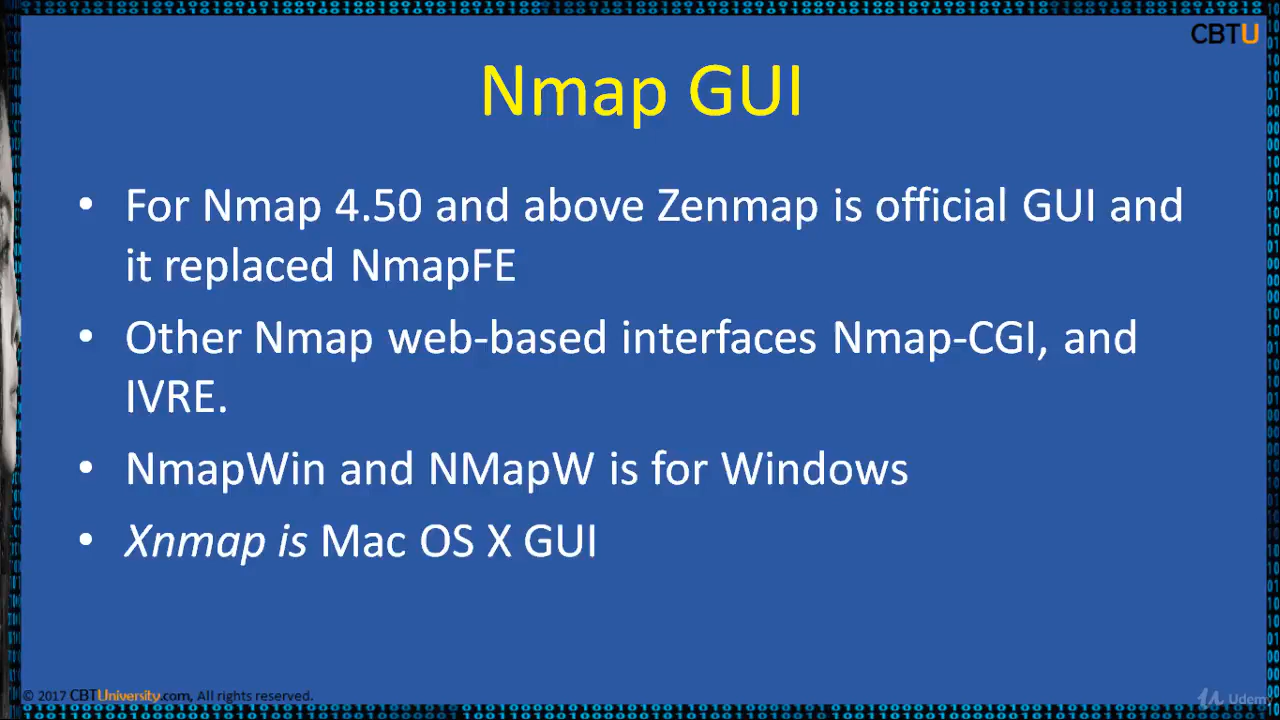 CBTU
Nmap GUI
• For Nmap 4.50 and above Zenmap is official GUI and
it replaced NmapFE
• Other Nmap web-based interfaces Nmap-CGI, and
IVRE.
• NmapWin and NMapW is for Windows
• Xnmap is Mac OS X GUI
© 2017 CBTUniversity.com, All rights reserved.
Udemy